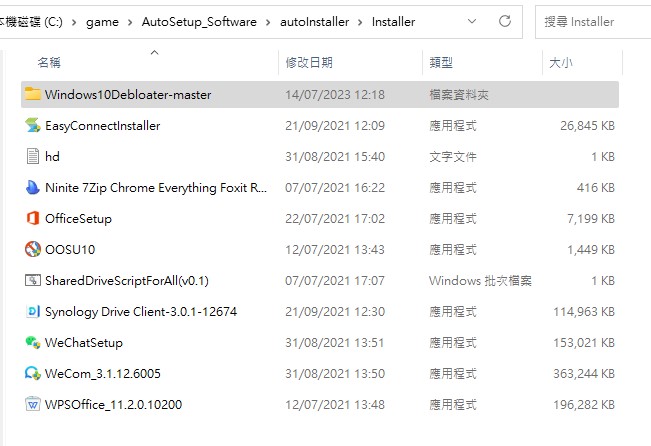 本機磁碟 (C:) > game > AutoSetup_Software > autoInstaller > Installer 搜尋 Installer
名稱 修改日期 類型 大小
Windows10Debloater-master 14/07/2023 12:18 檔案資料夾
EasyConnectInstaller 21/09/2021 12:09 應用程式 26,845 KB
hd 31/08/2021 15:40 文字文件 1 KB
Ninite 7Zip Chrome Everything Foxit R... 07/07/2021 16:22 應用程式 416 KB
OfficeSetup 22/07/2021 17:02 應用程式 7,199 KB
OOSU10 12/07/2021 13:43 應用程式 1,449 KB
SharedDriveScriptForAll(v0.1) 07/07/2021 17:07 Windows 批次檔案 1 KB
Synology Drive Client-3.0.1-12674 21/09/2021 12:30 應用程式 114,963 KB
WeChatSetup 31/08/2021 13:51 應用程式 153,021 KB
WeCom_3.1.12.6005 31/08/2021 13:50 應用程式 363,244 KB
WPSOffice_11.2.0.10200 12/07/2021 13:48 應用程式 196,282 KB